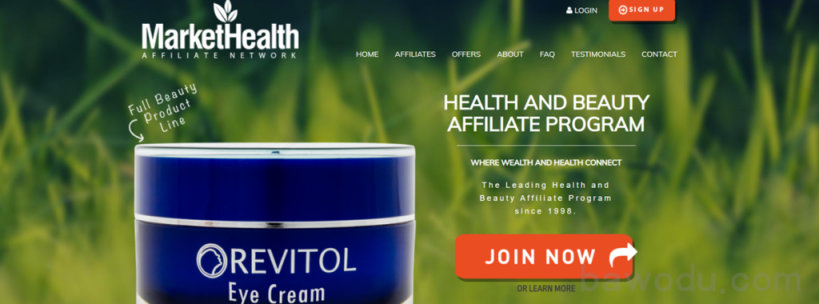 LOGIN
SIGN UP
MarketHealth
AFFILIATE NETWORK
HOME AFFILIATES OFFERS ABOUT FAQ TESTIMONIALS CONTACT
Full Beauty
Product
Line
HEALTH AND BEAUTY
AFFILIATE PROGRAM
WHERE WEALTH AND HEALTH CONNECT
The Leading Health and
Beauty Affiliate Program
since 1998.
JOIN NOW
OR LEARN MORE
REVITOL
Eye Cream
bawodu.com